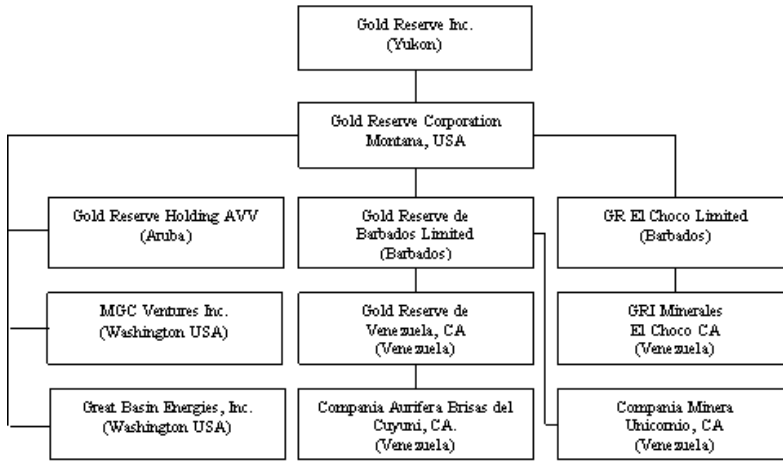 Gold Reserve Inc.
(Yukon)
Gold Reserve Corporation
Montana, USA
Gold Reserve Holding AVV
(Aruba)
Gold Reserve de
Barbados Limited
(Barbados)
GR El Choco Limited
(Barbados)
MGC Ventures Inc.
(Washington USA)
Gold Reserve de
Venezuela, CA
(Venezuela)
GRI Minerales
El Choco CA
(Venezuela)
Great Basin Energies, Inc.
(Washington USA)
Compania Aurifera Brisas del
Cuyuni, CA.
(Venezuela)
Compania Minera
Unicornio, CA
(Venezuela)